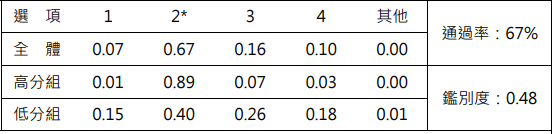 選項 1 2* 3 4 其他 通過率：67%
全體 0.07 0.67 0.16 0.10 0.00
高分組 0.01 0.89 0.07 0.03 0.00 鑑別度：0.48
低分組 0.15 0.40 0.26 0.18 0.01